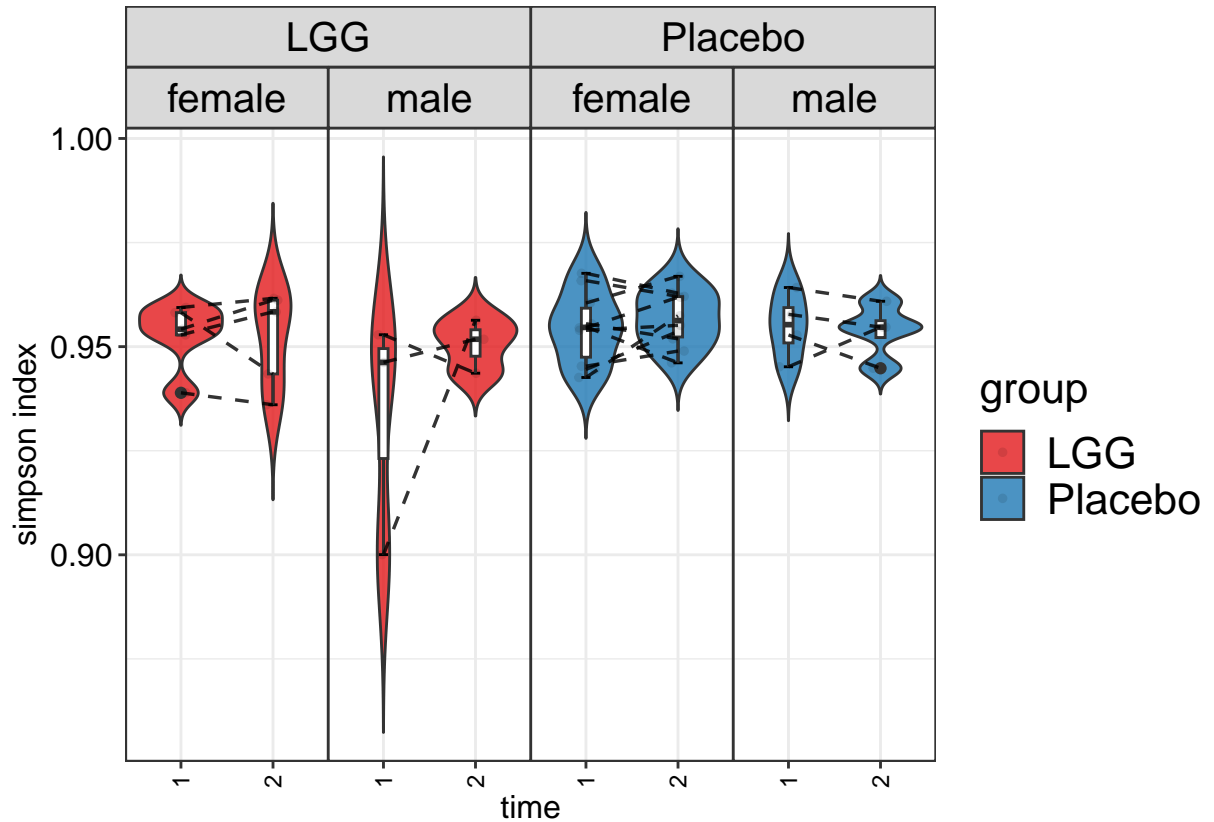 LGG Placebo
female male female male
1.00
0.95
0.90
simpson index
1 2 1 2 1 2 1 2
time
group
LGG
Placebo